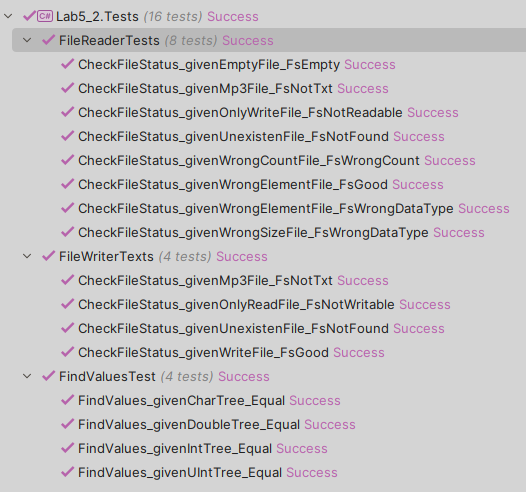 C# Lab5_2.Tests (16 tests) Success
FileReaderTests (8 tests) Success
CheckFileStatus_givenEmptyFile_FsEmpty Success
CheckFileStatus_givenMp3File_FsNotTxt Success
CheckFileStatus_givenOnlyWriteFile_FsNotReadable Success
CheckFileStatus_givenUnexistenFile_FsNotFound Success
CheckFileStatus_givenWrongCountFile_FsWrongCount Success
CheckFileStatus_givenWrongElementFile_FsGood Success
CheckFileStatus_givenWrongElementFile_FsWrongDataType Success
CheckFileStatus_givenWrongSizeFile_FsWrongDataType Success
FileWriterTexts (4 tests) Success
CheckFileStatus_givenMp3File_FsNotTxt Success
CheckFileStatus_givenOnlyReadFile_FsNotWritable Success
CheckFileStatus_givenUnexistenFile_FsNotFound Success
CheckFileStatus_givenWriteFile_FsGood Success
FindValuesTest (4 tests) Success
FindValues_givenCharTree_Equal Success
FindValues_givenDoubleTree_Equal Success
FindValues_givenIntTree_Equal Success
FindValues_givenUIntTree_Equal Success